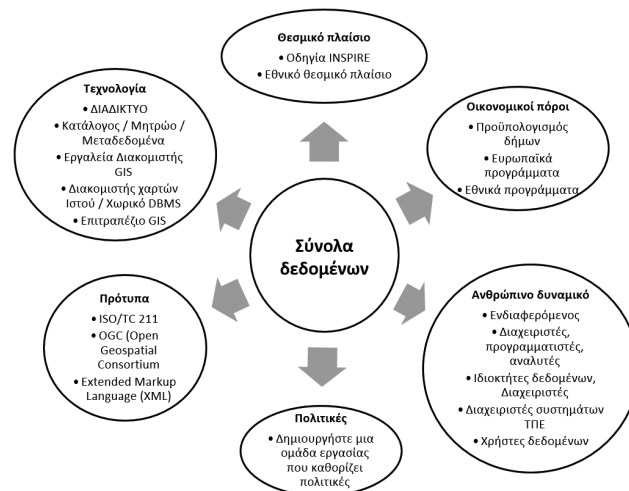 Θεσμικό πλαίσιο
• Οδηγία INSPIRE
• Εθνικό θεσμικό πλαίσιο
Τεχνολογία
• ΔΙΑΔΙΚΤΥΟ
• Κατάλογος / Μητρώο /
Μεταδεδομένα
• Εργαλεία Διακομιστής
GIS
• Διακομιστής χαρτών
Ιστού / Χωρικό DBMS
• Επιτραπέζιο GIS
Οικονομικοί πόροι
• Προϋπολογισμός
δήμων
• Ευρωπαϊκά
προγράμματα
• Εθνικά προγράμματα
Σύνολα
δεδομένων
Πρότυπα
• ISO/TC 211
• OGC (Open
Geospatial
Consortium
• Extended Markup
Language (XML)
Ανθρώπινο δυναμικό
• Ενδιαφερόμενος
• Διαχειριστές,
προγραμματιστές,
αναλυτές
• Ιδιοκτήτες δεδομένων,
Διαχειριστές
• Διαχειριστές συστημάτων
ΤΠΕ
• Χρήστες δεδομένων
Πολιτικές
• Δημιουργήστε μια
ομάδα εργασίας
που καθορίζει
πολιτικές